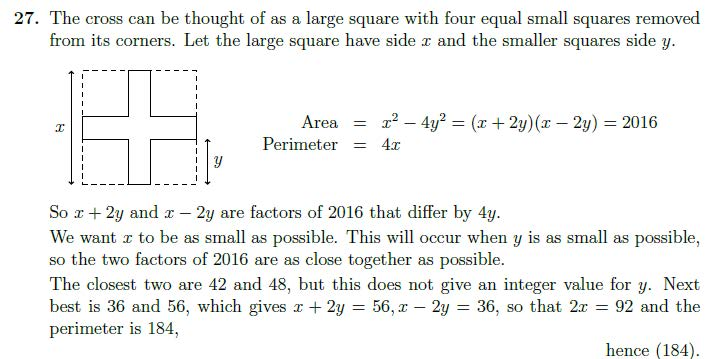 27. The cross can be thought of as a large square with four equal small squares removed
from its corners. Let the large square have side x and the smaller squares side y.
x
y
Area = x² − 4y² = (x + 2y)(x − 2y) = 2016
Perimeter = 4x
So x + 2y and x − 2y are factors of 2016 that differ by 4y.
We want x to be as small as possible. This will occur when y is as small as possible,
so the two factors of 2016 are as close together as possible.
The closest two are 42 and 48, but this does not give an integer value for y. Next
best is 36 and 56, which gives x + 2y = 56, x − 2y = 36, so that 2x = 92 and the
perimeter is 184,
hence (184).